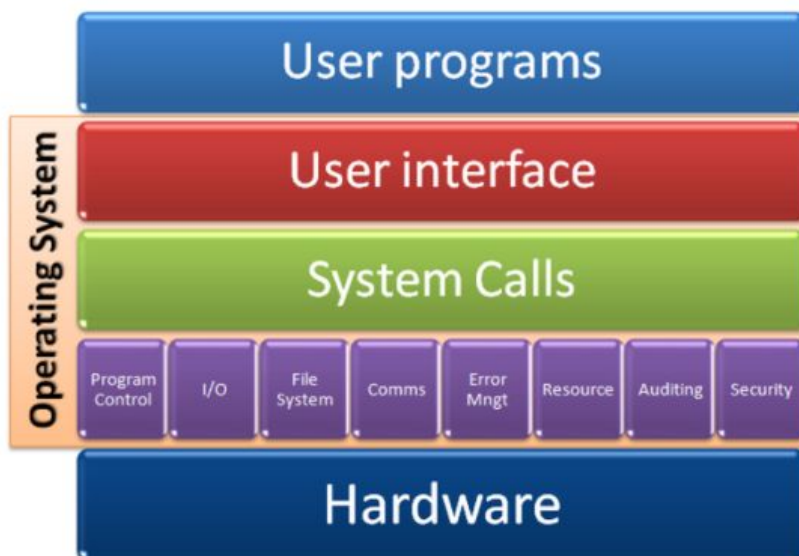 User programs
Operating System
User interface
System Calls
Program
Control
I/O
File
System
Comms
Error
Mngt
Resource
Auditing
Security
Hardware